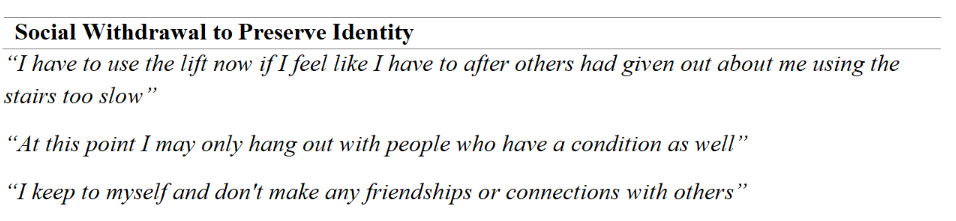 Social Withdrawal to Preserve Identity
“I have to use the lift now if I feel like I have to after others had given out about me using the
stairs too slow”
“At this point I may only hang out with people who have a condition as well”
“I keep to myself and don't make any friendships or connections with others”